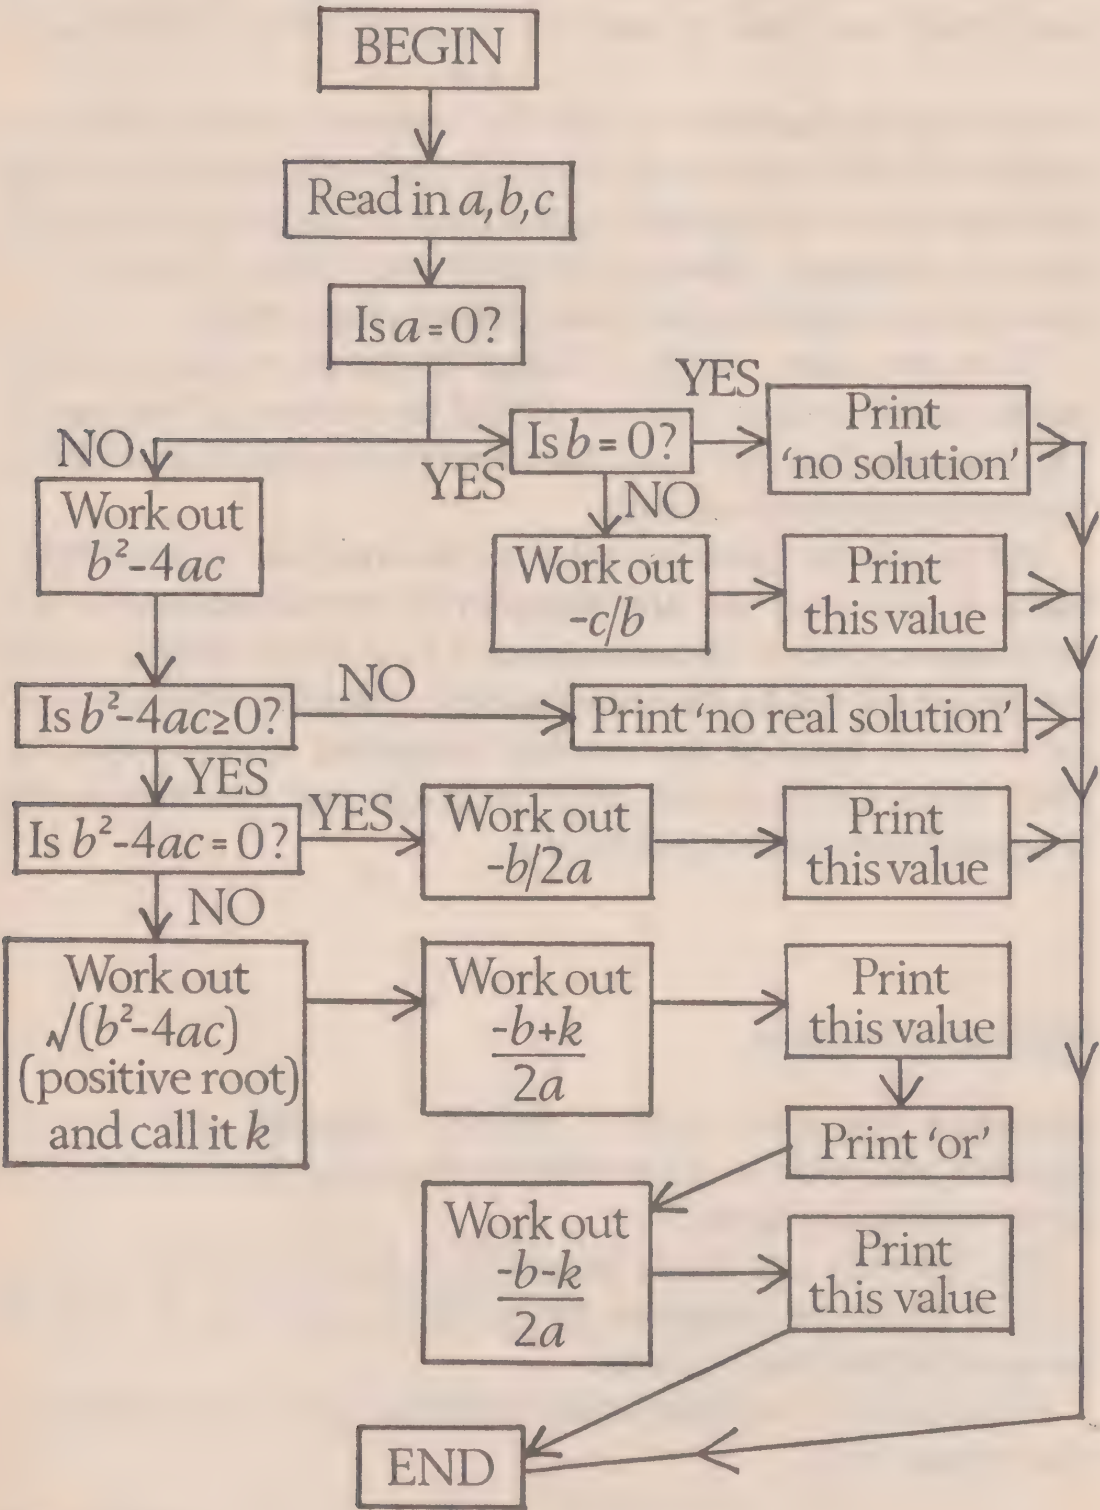 BEGIN
Read in a, b, c
Is a = 0?
NO
YES
Is b = 0?
YES
Print
'no solution'
Work out
b²-4ac
NO
Work out
-c/b
Print
this value
Is b²-4ac≥0?
NO
Print 'no real solution'
YES
Is b²-4ac = 0?
YES
Work out
-b/2a
Print
this value
NO
Work out
√(b²-4ac)
(positive root)
and call it k
Work out
-b+k
2a
Print
this value
Print 'or'
Work out
-b-k
2a
Print
this value
END